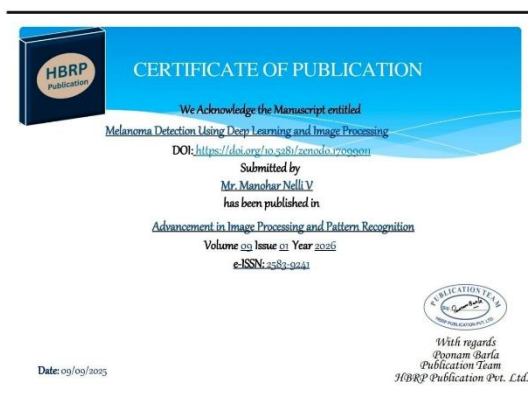 HBRP
Publication
CERTIFICATE OF PUBLICATION
We Acknowledge the Manuscript entitled
Melanoma Detection Using Deep Learning and Image Processing
DOI: https://doi.org/10.5281/zenodo.17099011
Submitted by
Mr. Manohar Nelli V
has been published in
Advancement in Image Processing and Pattern Recognition
Volume 09 Issue 01 Year 2026
e-ISSN: 2583-9241
PUBLICATION TEAM
HBRP PUBLICATION PVT. LTD.
With regards
Poonam Barla
Publication Team
HBRP Publication Pvt. Ltd.
Date: 09/09/2025